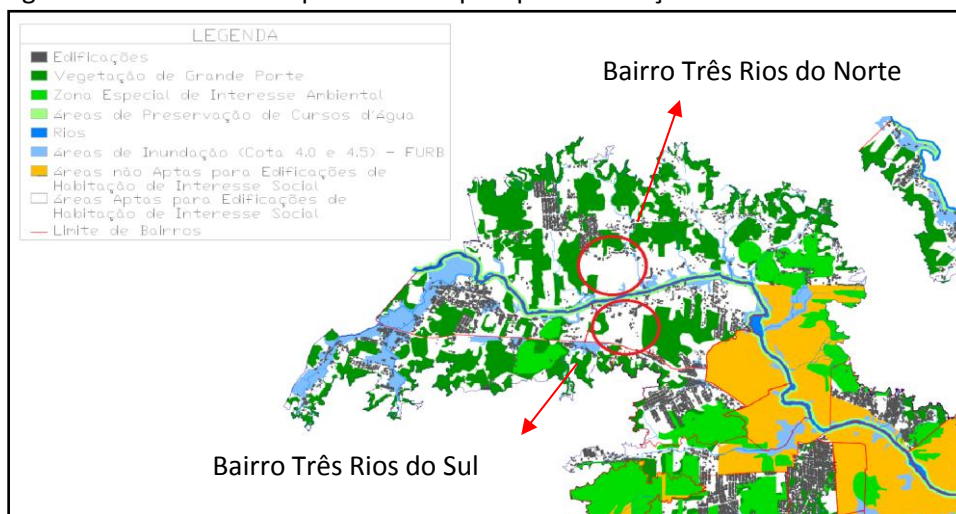 LEGENDA
Edificações
Vegetação de Grande Porte
Zona Especial de Interesse Ambiental
Áreas de Preservação de Cursos d'Água
Rios
Áreas de Inundação (Cota 4.0 e 4.5) - FURB
Áreas não Aptas para Edificações de
Habitação de Interesse Social
Áreas Aptas para Edificações de
Habitação de Interesse Social
Limite de Bairros
Bairro Três Rios do Norte
Bairro Três Rios do Sul